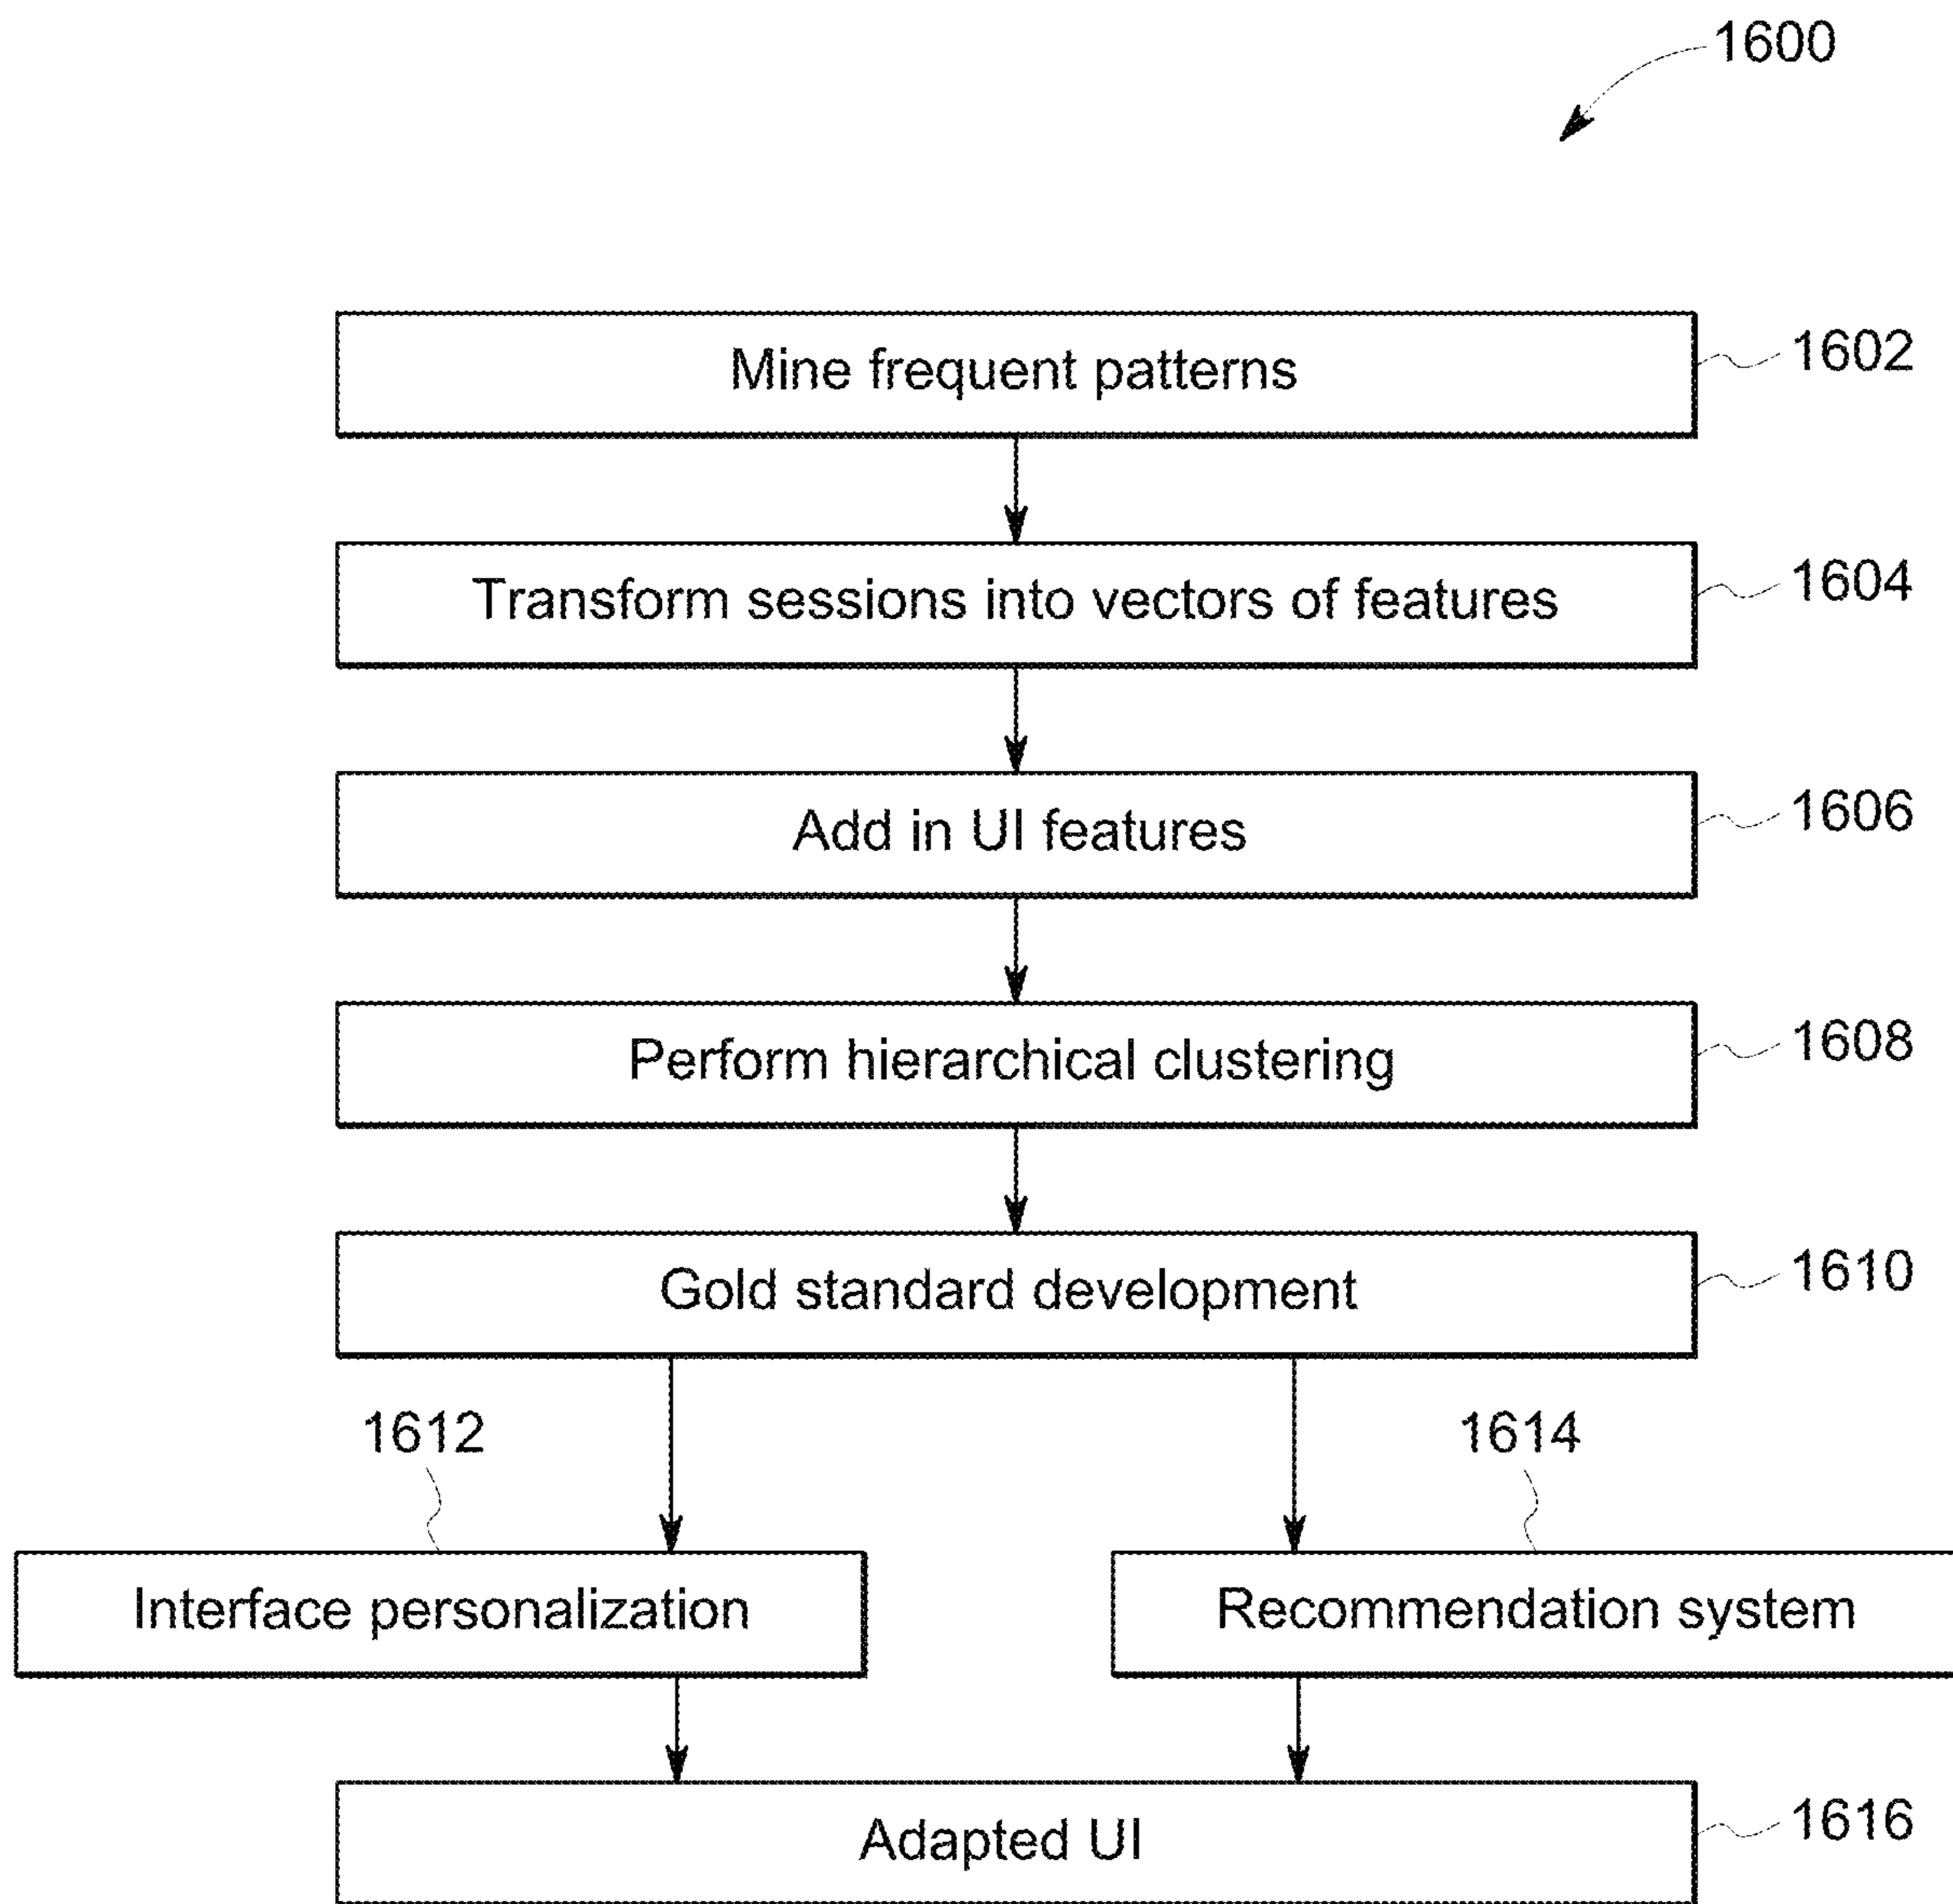 1600
Mine frequent patterns
1602
Transform sessions into vectors of features
1604
Add in UI features
1606
Perform hierarchical clustering
1608
Gold standard development
1610
1612
1614
Interface personalization
Recommendation system
Adapted UI
1616